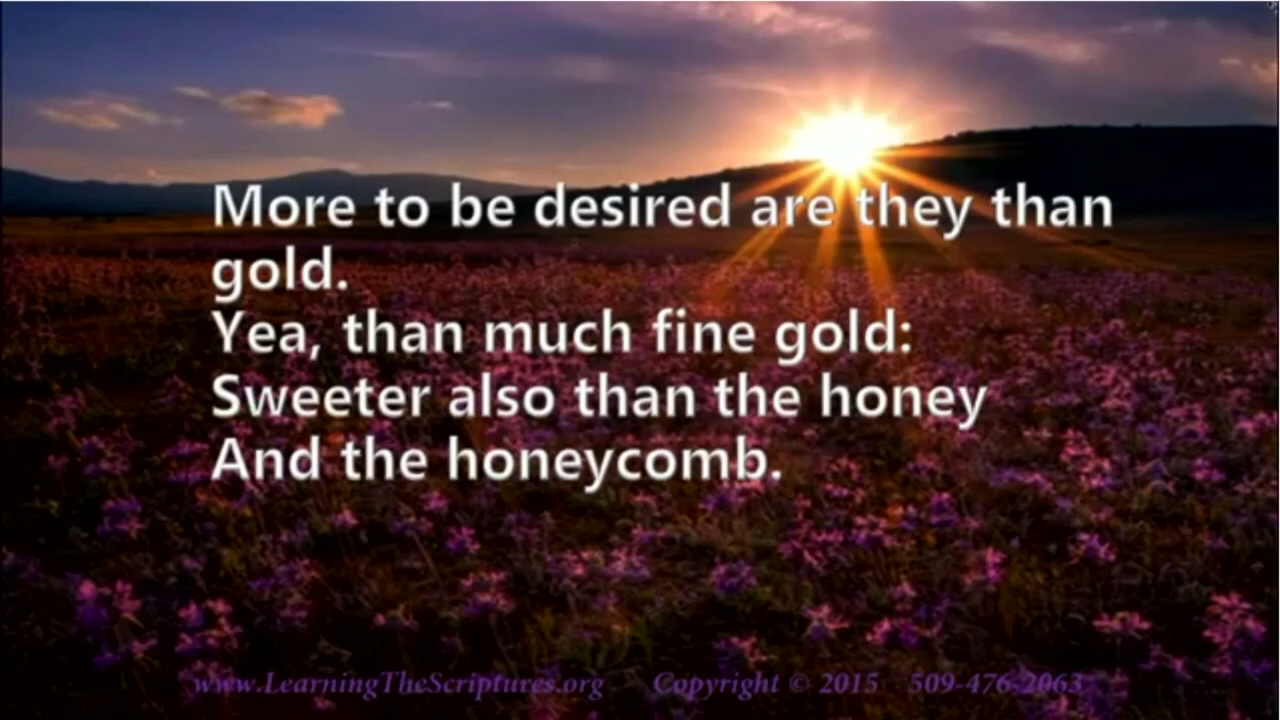 More to be desired are they than
gold.
Yea, than much fine gold:
Sweeter also than the honey
And the honeycomb.
www.LearningTheScriptures.org Copyright © 2015 509-476-2063